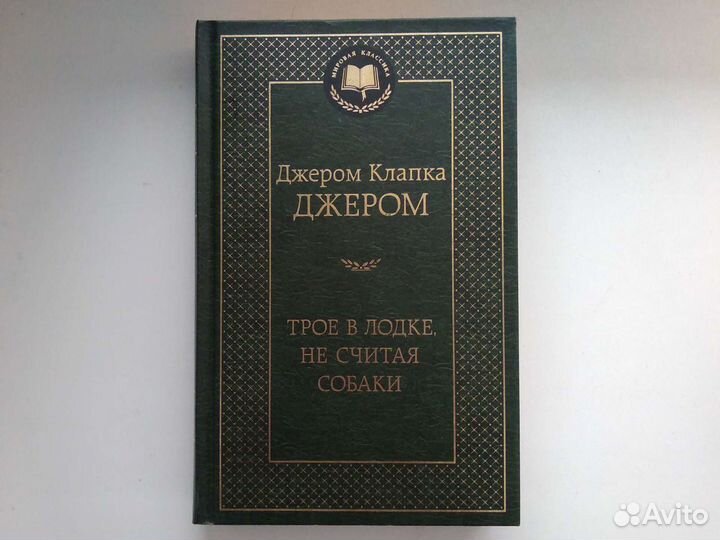 МИРОВАЯ КЛАССИКА
Джером Клапка
ДЖЕРОМ
ТРОЕ В ЛОДКЕ,
НЕ СЧИТАЯ
СОБАКИ
Avito